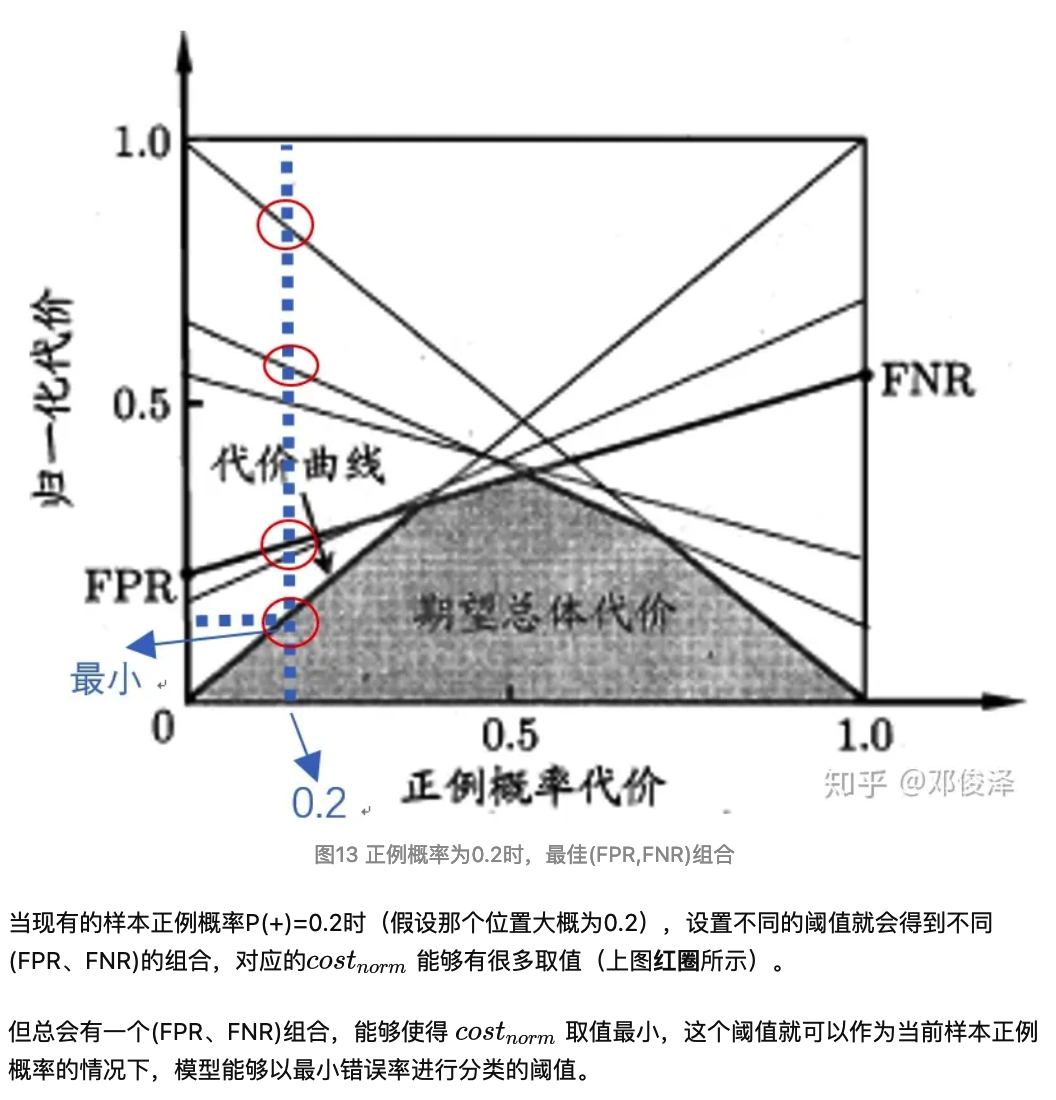 1.0
0.5
归一化代价
代价曲线
FNR
FPR
期望总体代价
最小
0
0.5
1.0
0.2
正例概率代价
知乎 @邓俊泽
图13 正例概率为0.2时，最佳(FPR,FNR)组合
当现有的样本正例概率P(+)=0.2时（假设那个位置大概为0.2），设置不同的阈值就会得到不同
(FPR、FNR)的组合，对应的cost_norm 能够有很多取值（上图红圈所示）。
但总会有一个(FPR、FNR)组合，能够使得 cost_norm 取值最小，这个阈值就可以作为当前样本正例
概率的情况下，模型能够以最小错误率进行分类的阈值。